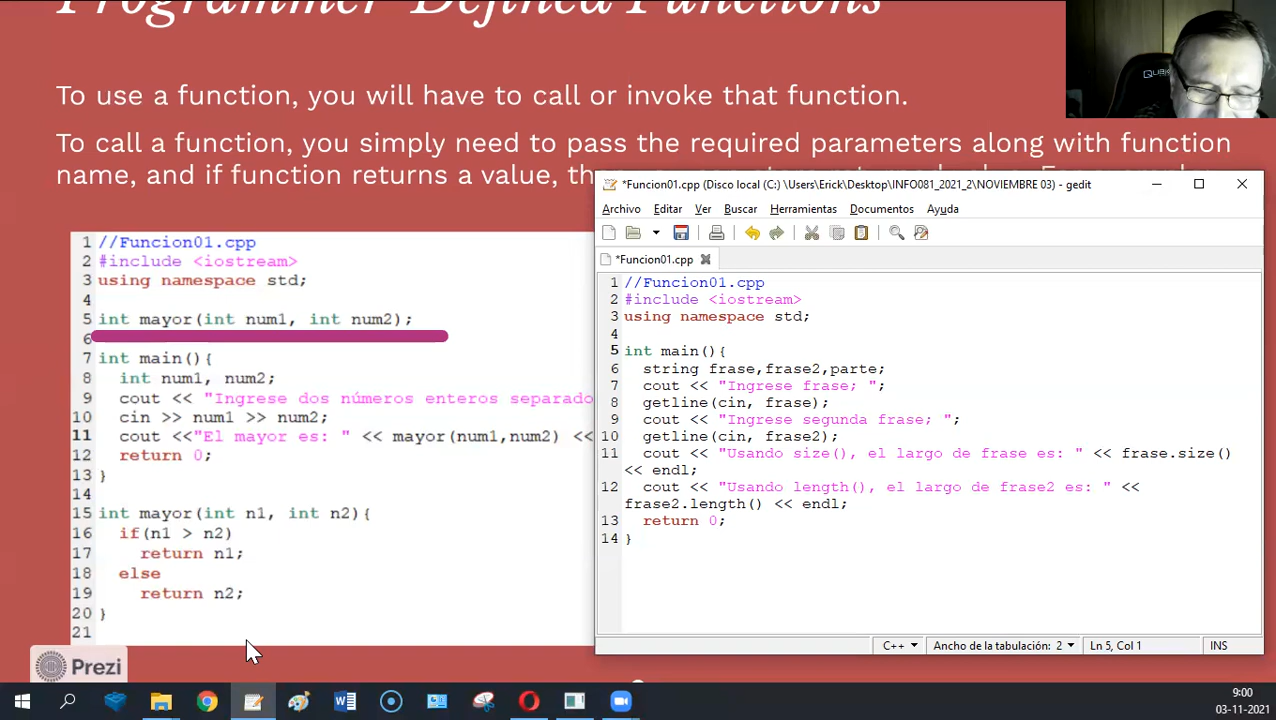 Programmer Defined Functions
To use a function, you will have to call or invoke that function.
To call a function, you simply need to pass the required parameters along with function
name, and if function returns a value,
1 //Funcion01.cpp
2 #include <iostream>
3 using namespace std;
4
5 int mayor(int num1, int num2);
6
7 int main(){
8 int num1, num2;
9 cout << "Ingrese dos números enteros separado
10 cin >> num1 >> num2;
11 cout <<"El mayor es: " << mayor(num1,num2) <<
12 return 0;
13 }
14
15 int mayor(int n1, int n2){
16 if(n1 > n2)
17 return n1;
18 else
19 return n2;
20 }
21
Prezi
*Funcion01.cpp (Disco local (C:) \Users\Erick\Desktop\INFO081_2021_2\NOVIEMBRE 03) - gedit
Archivo Editar Ver Buscar Herramientas Documentos Ayuda
*Funcion01.cpp
1 //Funcion01.cpp
2 #include <iostream>
3 using namespace std;
4
5 int main(){
6 string frase,frase2,parte;
7 cout << "Ingrese frase; ";
8 getline(cin, frase);
9 cout << "Ingrese segunda frase; ";
10 getline(cin, frase2);
11 cout << "Usando size(), el largo de frase es: " << frase.size()
<< endl;
12 cout << "Usando length(), el largo de frase2 es: " <<
frase2.length() << endl;
13 return 0;
14 }
C++ Ancho de la tabulación: 2 Ln 5, Col 1 INS
9:00
03-11-2021